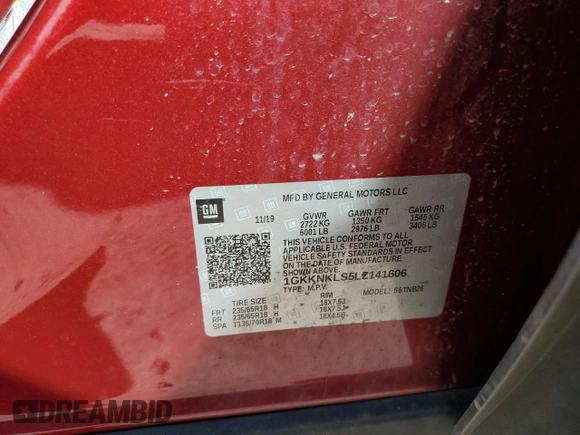 MFD BY GENERAL MOTORS LLC
GM
11/19 GVWR GAWR FRT GAWR RR
2722 KG 1350 KG 1545 KG
6001 LB 2976 LB 3406 LB
THIS VEHICLE CONFORMS TO ALL
APPLICABLE U.S. FEDERAL MOTOR
VEHICLE SAFETY STANDARDS IN
EFFECT ON THE DATE OF
MANUFACTURE SHOWN ABOVE.
1GKKNKLS5LZ141606
TYPE: M.P.V. MODEL:
TIRE SIZE RIM
FRT 235/65R18 H 18X7.5J
RR 235/65R18 H 18X7.5J
SPA T135/70R18 M 18X4.5B
DREAMBID